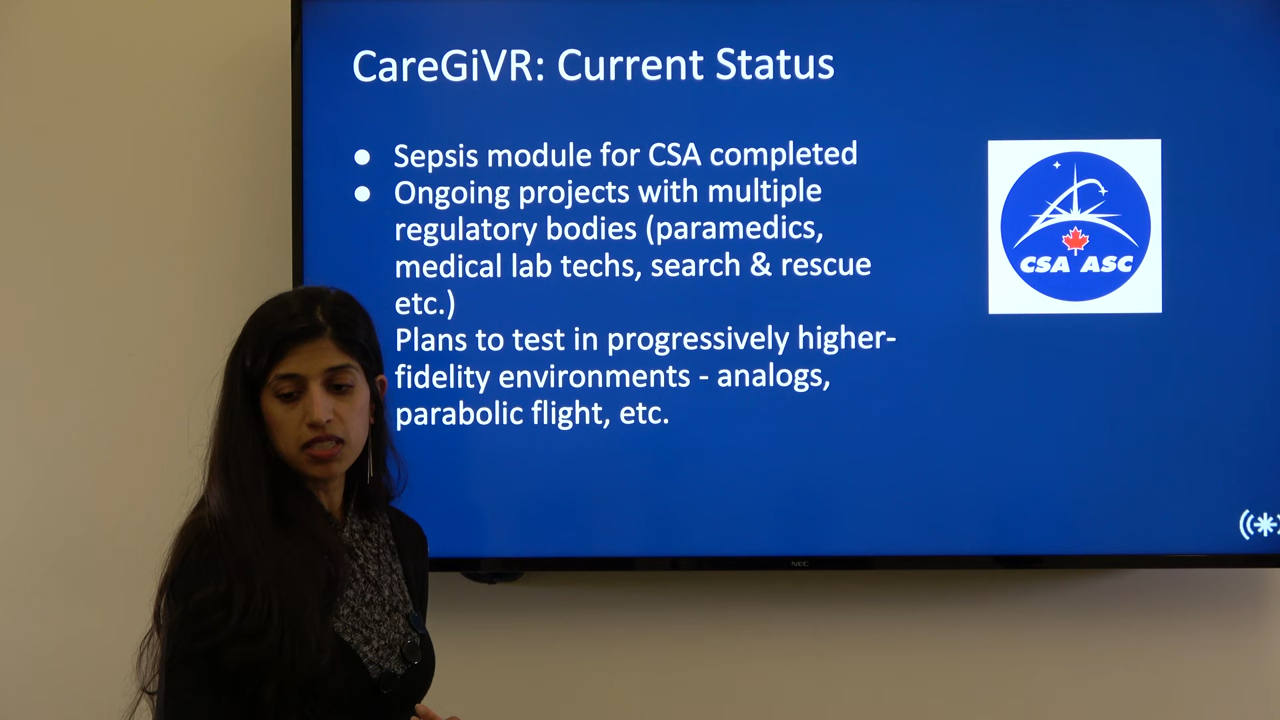 CareGiVR: Current Status
● Sepsis module for CSA completed
● Ongoing projects with multiple
regulatory bodies (paramedics,
medical lab techs, search & rescue
etc.)
Plans to test in progressively higher-
fidelity environments - analogs,
parabolic flight, etc.
CSA ASC
NEC